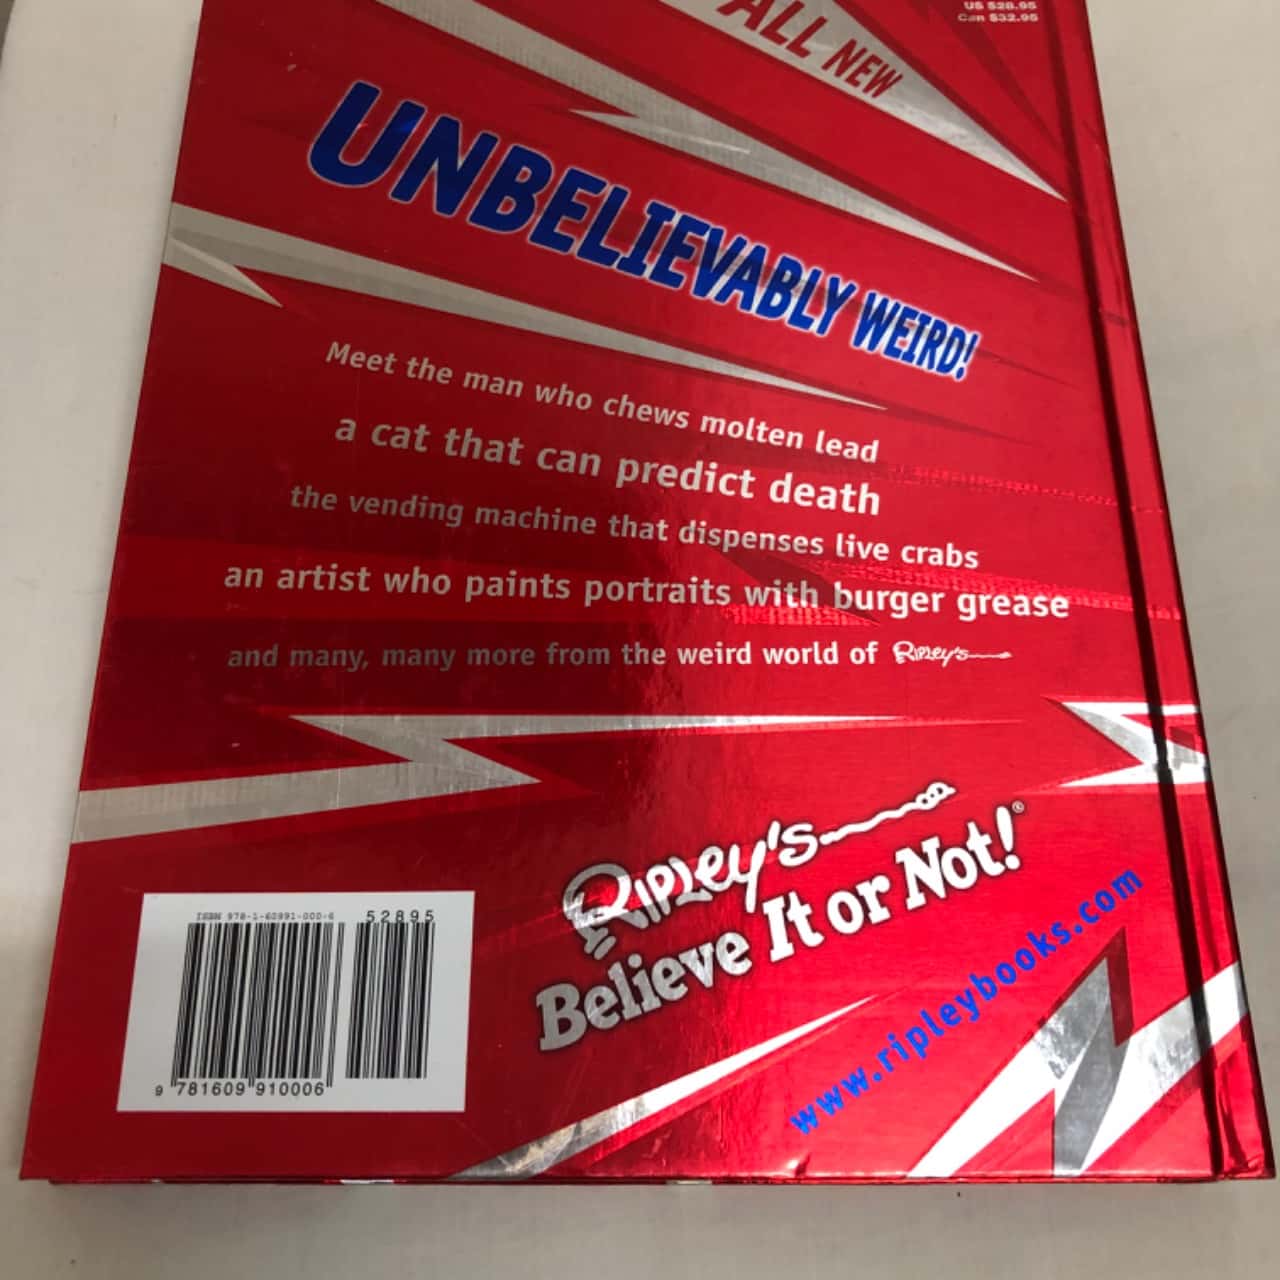 US $28.95
Can $32.95
ALL NEW
UNBELIEVABLY WEIRD!
Meet the man who chews molten lead
a cat that can predict death
the vending machine that dispenses live crabs
an artist who paints portraits with burger grease
and many, many more from the weird world of Ripley's
Ripley's
Believe It or Not!®
www.ripleybooks.com
ISBN 978-1-60991-000-6
52895
9 781609 910006